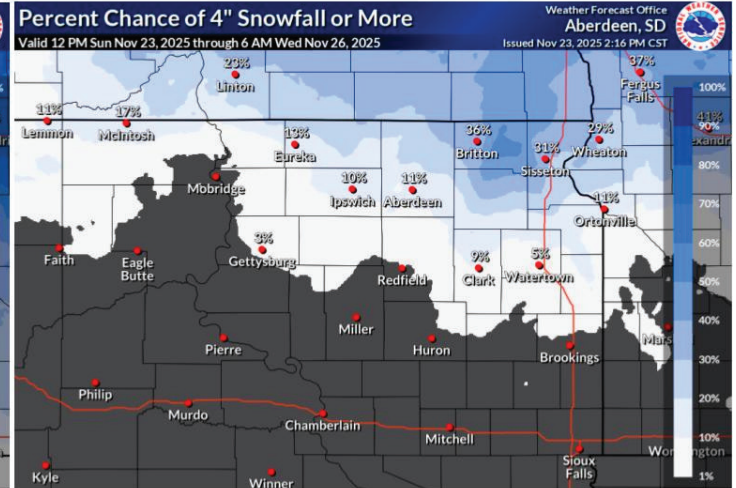 Percent Chance of 4" Snowfall or More
Valid 12 PM Sun Nov 23, 2025 through 6 AM Wed Nov 26, 2025
Weather Forecast Office
Aberdeen, SD
Issued Nov 23, 2025 2:16 PM CST
37%
Fergus
Falls
23%
Linton
100%
11%
Lemmon
17%
McIntosh
41%
90%
13%
Eureka
36%
Britton
31%
Sisseton
29%
Wheaton
80%
Mobridge
10%
Ipswich
11%
Aberdeen
11%
Ortonville
70%
60%
Faith
Eagle
Butte
3%
Gettysburg
Redfield
9%
Clark
5%
Watertown
50%
40%
Pierre
Miller
Huron
Brookings
Mars
30%
Philip
Murdo
Chamberlain
Mitchell
20%
10%
Sioux
Falls
Kyle
Winner
1%